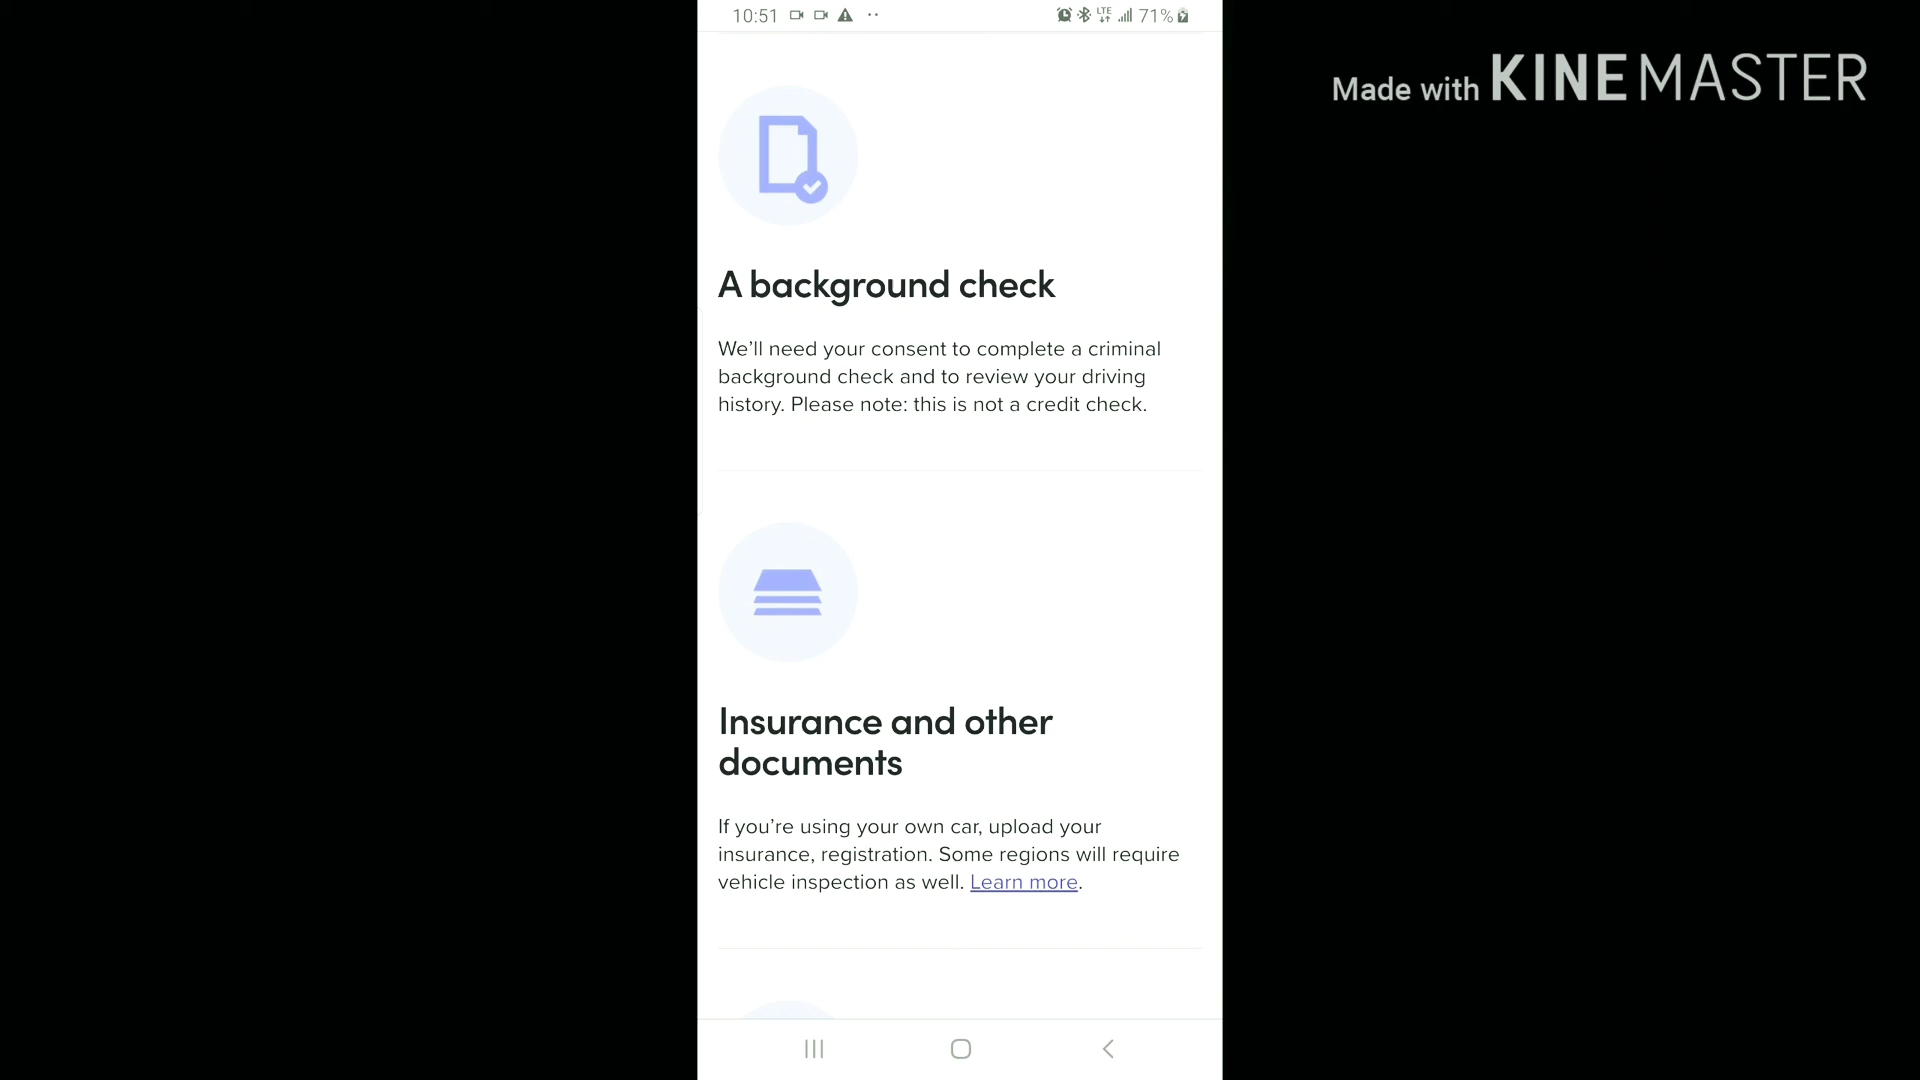 10:51
LTE
71%
Made with KINEMASTER
A background check
We’ll need your consent to complete a criminal
background check and to review your driving
history. Please note: this is not a credit check.
Insurance and other
documents
If you’re using your own car, upload your
insurance, registration. Some regions will require
vehicle inspection as well. Learn more.